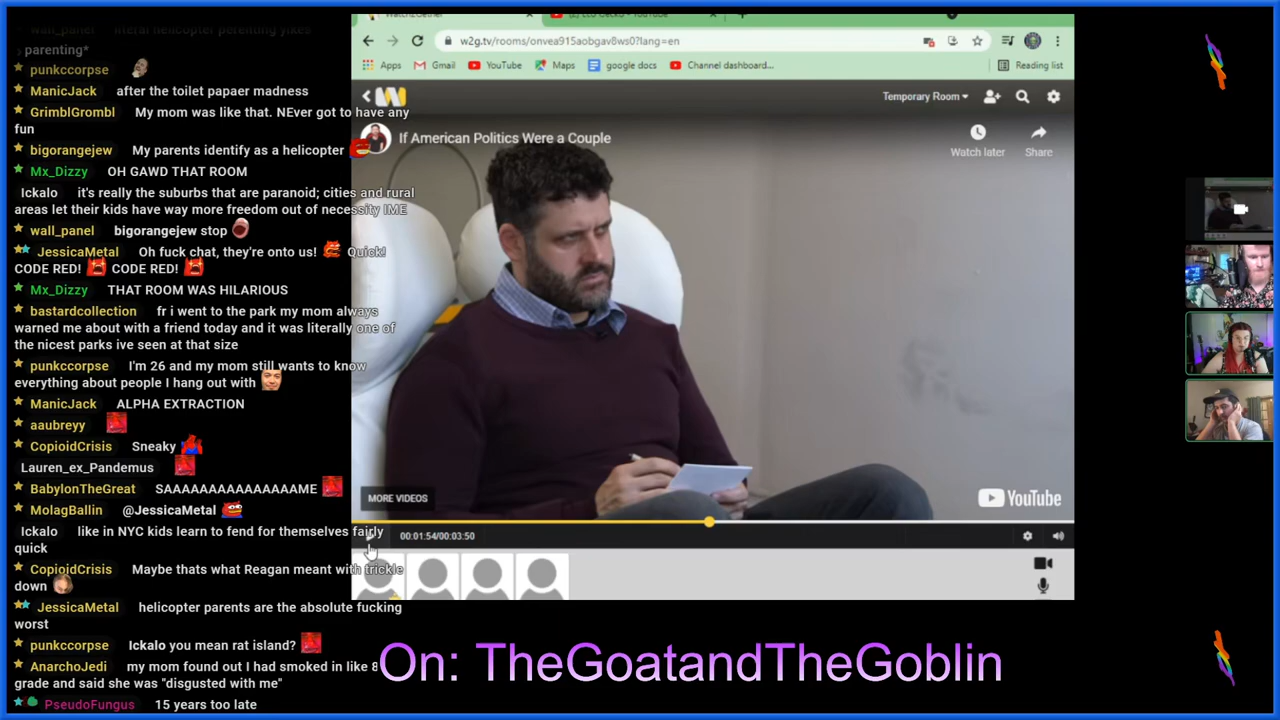 wall_panel literal helicopter perenting yikes
parenting*
punkccorpse
ManicJack after the toilet papaer madness
GrimblGrombl My mom was like that. NEver got to have any
fun
bigorangejew My parents identify as a helicopter
Mx_Dizzy OH GAWD THAT ROOM
Ickalo it's really the suburbs that are paranoid; cities and rural
areas let their kids have way more freedom out of necessity IME
wall_panel bigorangejew stop
JessicaMetal Oh fuck chat, they're onto us! Quick!
CODE RED! CODE RED!
Mx_Dizzy THAT ROOM WAS HILARIOUS
bastardcollection fr i went to the park my mom always
warned me about with a friend today and it was literally one of
the nicest parks ive seen at that size
punkccorpse I'm 26 and my mom still wants to know
everything about people I hang out with
ManicJack ALPHA EXTRACTION
aaubreyy
CopioidCrisis Sneaky
Lauren_ex_Pandemus
BabylonTheGreat SAAAAAAAAAAAAAAME
MolagBallin @JessicaMetal
Ickalo like in NYC kids learn to fend for themselves fairly
quick
CopioidCrisis Maybe thats what Reagan meant with trickle
down
JessicaMetal helicopter parents are the absolute fucking
worst
punkccorpse Ickalo you mean rat island?
AnarchoJedi my mom found out I had smoked in like 8
grade and said she was "disgusted with me"
PseudoFungus 15 years too late
w2g.tv/rooms/onvea915aobgav8ws0?lang=en
Apps Gmail YouTube Maps google docs Channel dashboard... Reading list
Temporary Room
If American Politics Were a Couple
Watch later Share
MORE VIDEOS
YouTube
00:01:54/00:03:50
On: TheGoatandTheGoblin